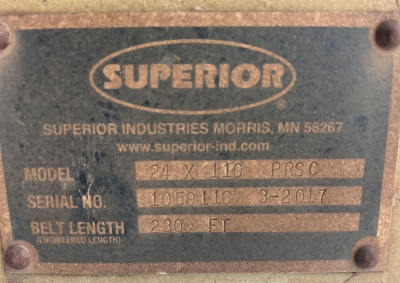 SUPERIOR
®
SUPERIOR INDUSTRIES MORRIS, MN 56267
www.superior-ind.com
MODEL 24 X 110 PRSC
SERIAL NO. 1059116 3-2017
BELT LENGTH 230 FT
(ENGINEERED LENGTH)